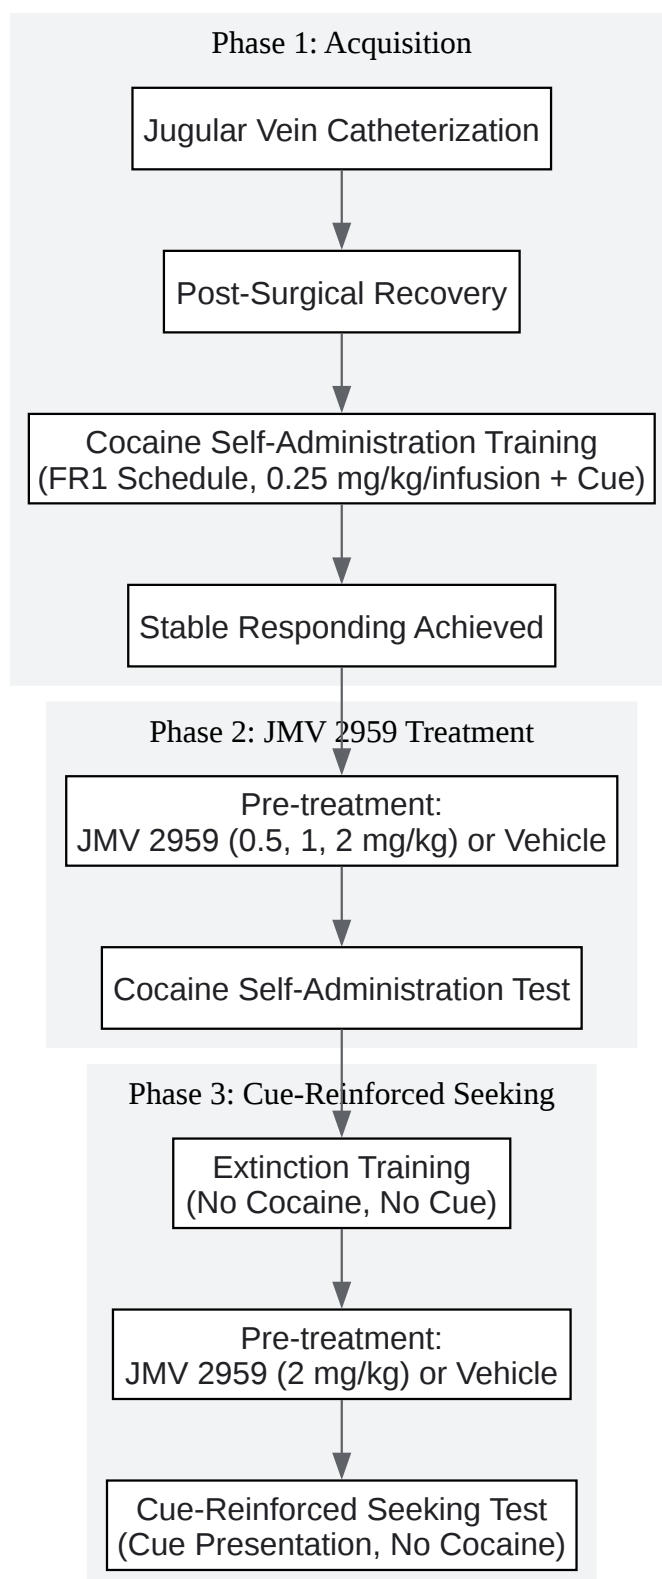 Phase 1: Acquisition
Jugular Vein Catheterization
Post-Surgical Recovery
Cocaine Self-Administration Training
(FR1 Schedule, 0.25 mg/kg/infusion + Cue)
Stable Responding Achieved
Phase 2: JMV 2959 Treatment
Pre-treatment:
JMV 2959 (0.5, 1, 2 mg/kg) or Vehicle
Cocaine Self-Administration Test
Phase 3: Cue-Reinforced Seeking
Extinction Training
(No Cocaine, No Cue)
Pre-treatment:
JMV 2959 (2 mg/kg) or Vehicle
Cue-Reinforced Seeking Test
(Cue Presentation, No Cocaine)